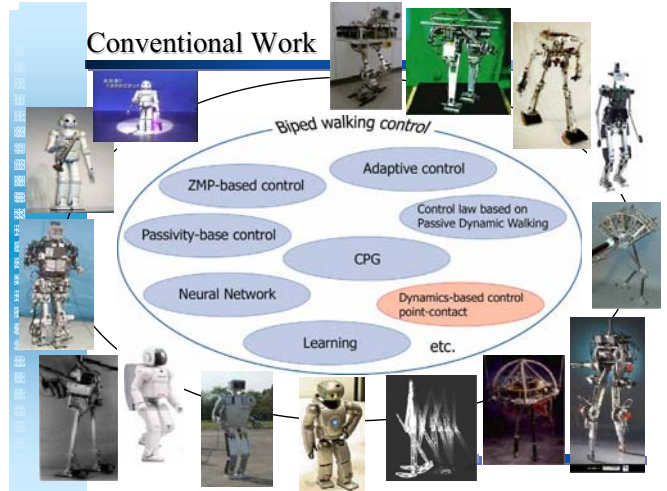 Conventional Work
Biped walking control
Adaptive control
ZMP-based control
Control law based on
Passive Dynamic Walking
Passivity-base control
CPG
Neural Network
Dynamics-based control
point-contact
Learning
etc.